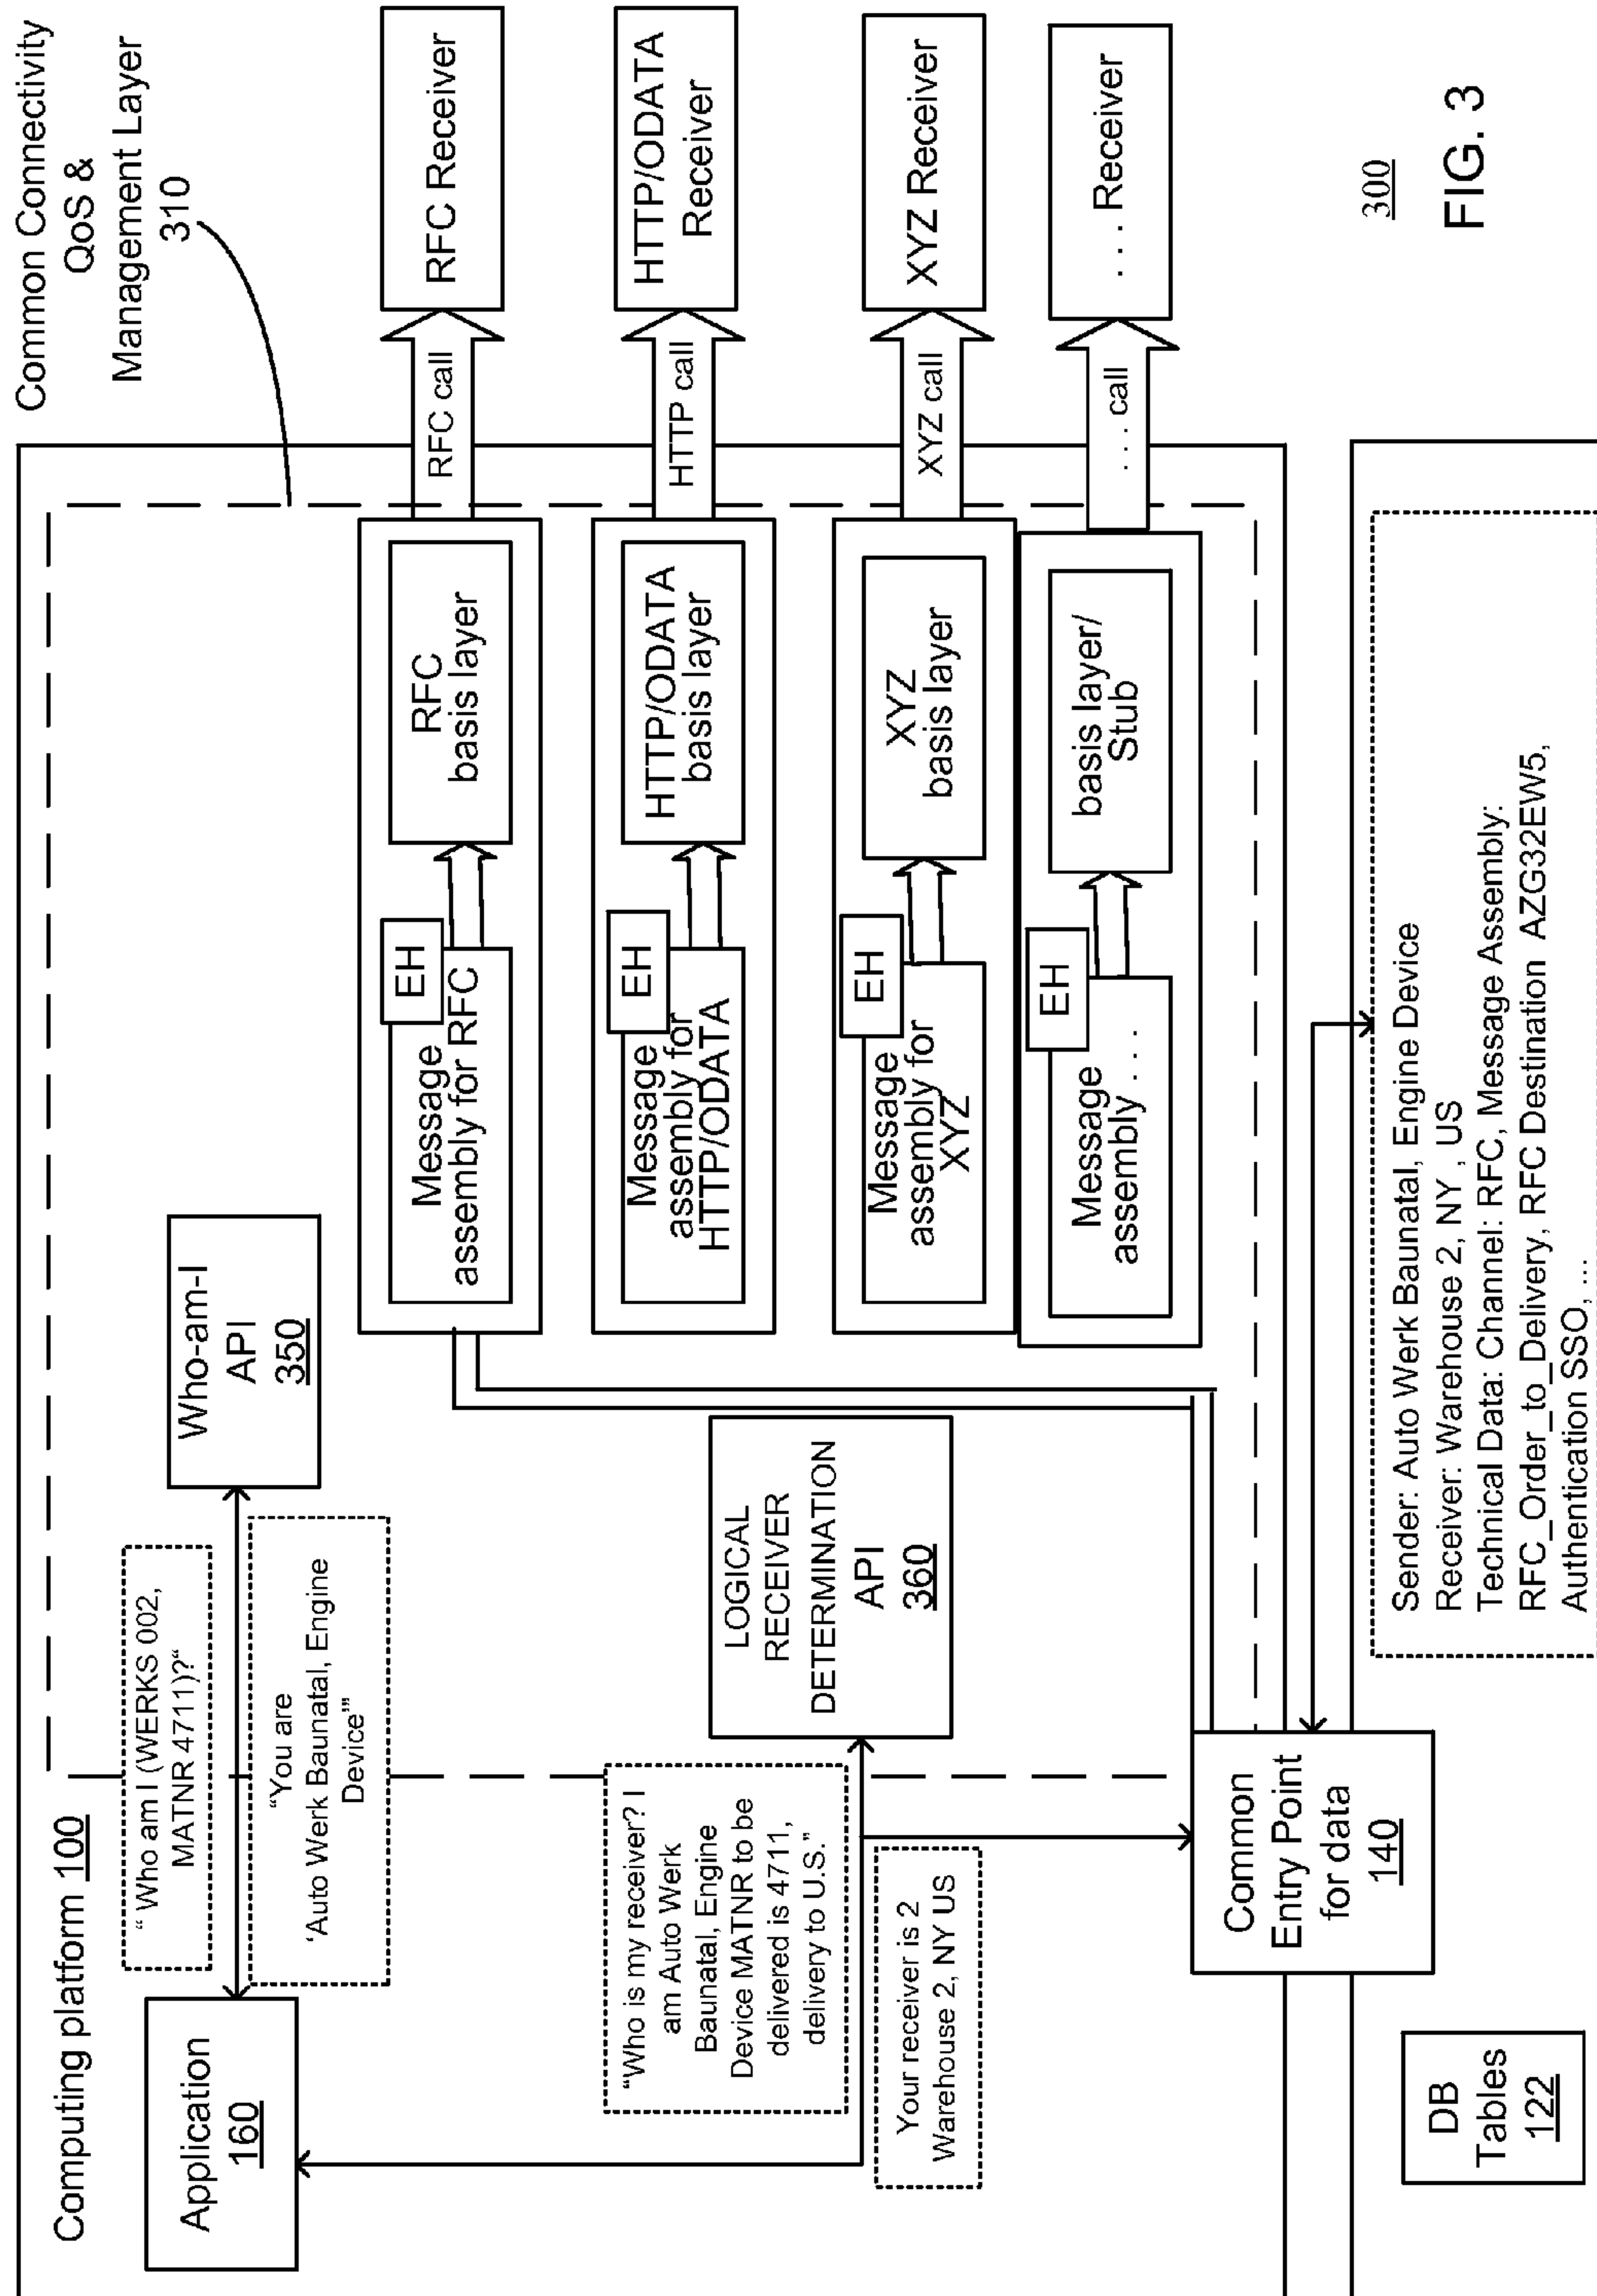 Computing platform 100
Common Connectivity
QoS &
Management Layer
310
Application
160
“ Who am I (WERKS 002,
MATNR 4711)?“
“You are
‘Auto Werk Baunatal, Engine
Device’”
Who-am-I
API
350
“Who is my receiver? I
am Auto Werk
Baunatal, Engine
Device MATNR to be
delivered is 4711,
delivery to U.S.”
Your receiver is 2
Warehouse 2, NY US
LOGICAL
RECEIVER
DETERMINATION
API
360
Message
assembly for RFC
EH
RFC
basis layer
RFC call
RFC Receiver
Message
assembly for
HTTP/ODATA
EH
HTTP/ODATA
basis layer
HTTP call
HTTP/ODATA
Receiver
Message
assembly for
XYZ
EH
XYZ
basis layer
XYZ call
XYZ Receiver
Message
assembly . . . .
EH
basis layer/
Stub
. . . . call
. . . Receiver
Common
Entry Point
for data
140
DB
Tables
122
Sender: Auto Werk Baunatal, Engine Device
Receiver: Warehouse 2, NY , US
Technical Data: Channel: RFC, Message Assembly:
RFC_Order_to_Delivery, RFC Destination AZG32EW5,
Authentication SSO, ...
300
FIG. 3